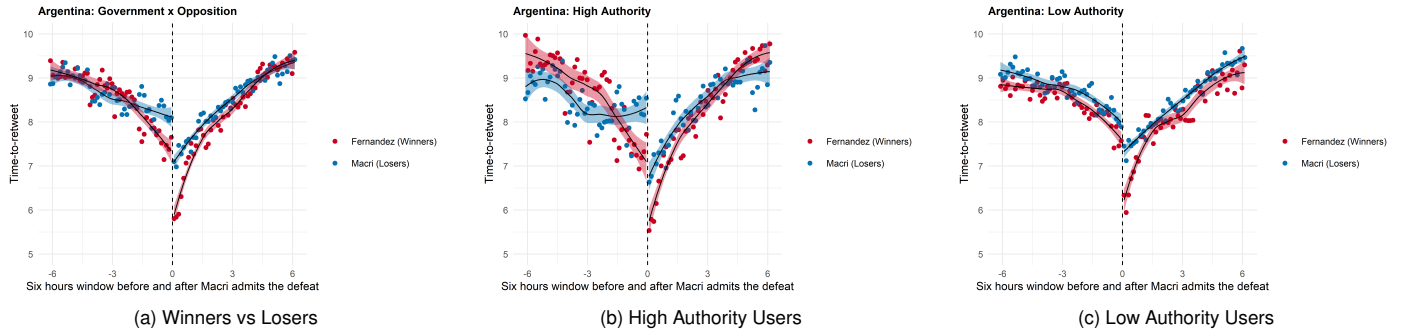 Argentina: Government x Opposition
10
9
8
7
6
5
Time-to-retweet
-6
-3
0
3
6
Six hours window before and after Macri admits the defeat
Fernandez (Winners)
Macri (Losers)
(a) Winners vs Losers
Argentina: High Authority
10
9
8
7
6
5
Time-to-retweet
-6
-3
0
3
6
Six hours window before and after Macri admits the defeat
Fernandez (Winners)
Macri (Losers)
(b) High Authority Users
Argentina: Low Authority
10
9
8
7
6
5
Time-to-retweet
-6
-3
0
3
6
Six hours window before and after Macri admits the defeat
Fernandez (Winners)
Macri (Losers)
(c) Low Authority Users